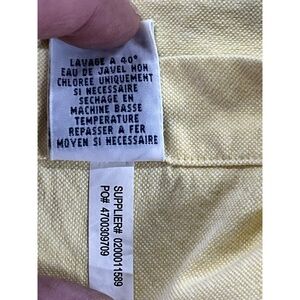 LAVAGE A 40°
EAU DE JAVEL NON
CHLOREE UNIQUEMENT
SI NECESSAIRE
SECHAGE EN
MACHINE BASSE
TEMPERATURE
REPASSER A FER
MOYEN SI NECESSAIRE
SUPPLIER# 0200011589
PO# 4700309709